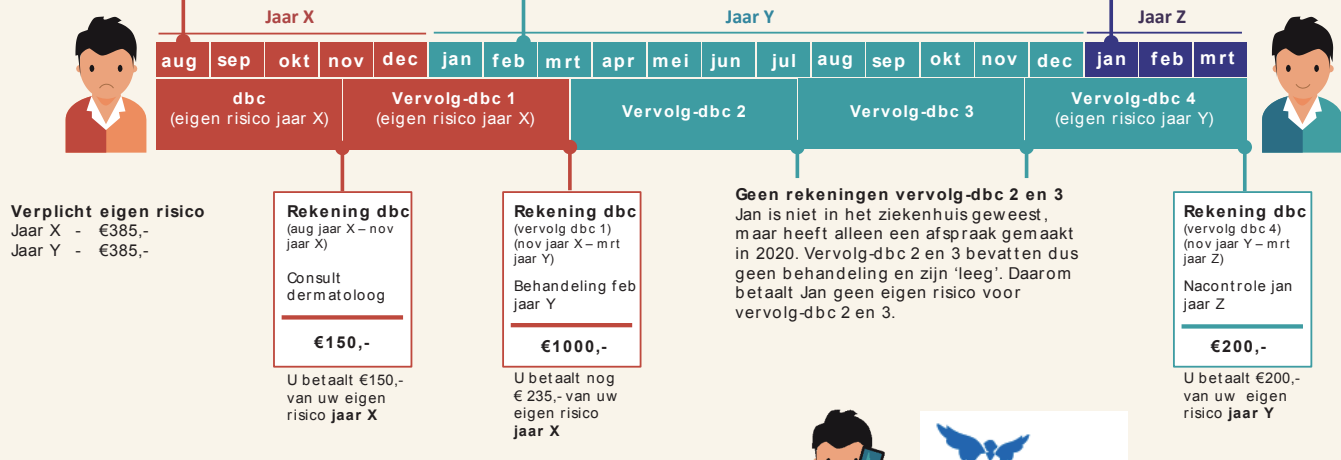 Jaar X
Jaar Y
Jaar Z
aug sep okt nov dec jan feb mrt apr mei jun jul aug sep okt nov dec jan feb mrt
dbc
(eigen risico jaar X)
Vervolg-dbc 1
(eigen risico jaar X)
Vervolg-dbc 2
Vervolg-dbc 3
Vervolg-dbc 4
(eigen risico jaar Y)
Verplicht eigen risico
Jaar X - €385,-
Jaar Y - €385,-
Rekening dbc
(aug jaar X – nov
jaar X)
Consult
dermatoloog
€150,-
U betaalt €150,-
van uw eigen
risico jaar X
Rekening dbc
(vervolg dbc 1)
(nov jaar X – mrt
jaar Y)
Behandeling feb
jaar Y
€1000,-
U betaalt nog
€ 235,- van uw
eigen risico
jaar X
Geen rekeningen vervolg-dbc 2 en 3
Jan is niet in het ziekenhuis geweest,
maar heeft alleen een afspraak gemaakt
in 2020. Vervolg-dbc 2 en 3 bevatten dus
geen behandeling en zijn ‘leeg’. Daarom
betaalt Jan geen eigen risico voor
vervolg-dbc 2 en 3.
Rekening dbc
(vervolg dbc 4)
(nov jaar Y – mrt
jaar Z)
Nacontrole jan
jaar Z
€200,-
U betaalt €200,-
van uw eigen
risico jaar Y